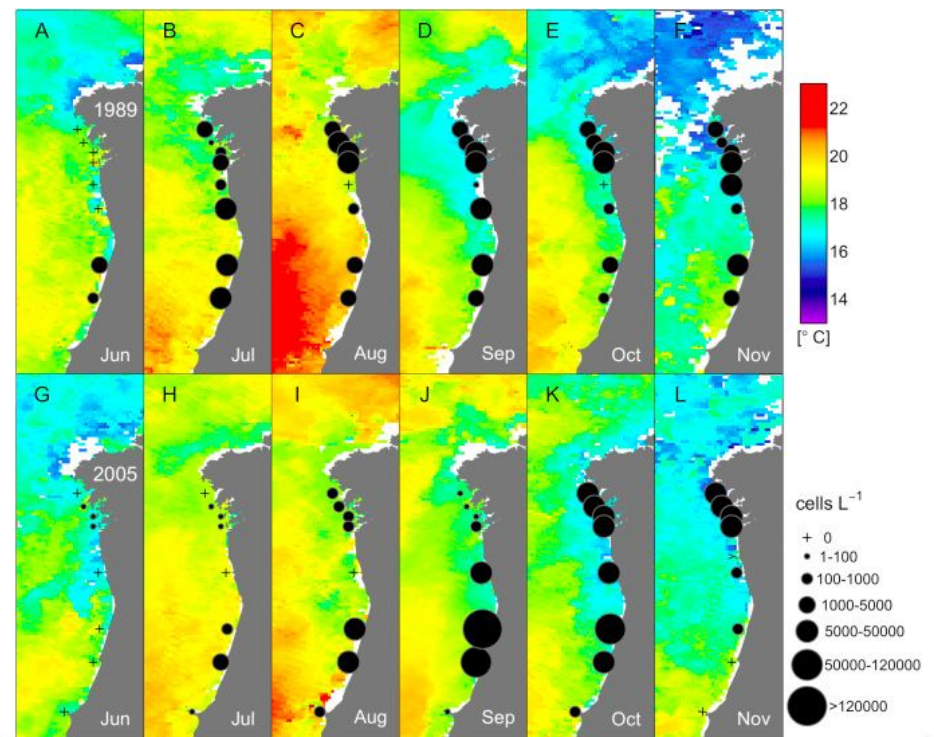 A B C D E F
1989
Jun Jul Aug Sep Oct Nov
22
20
18
16
14
[° C]
G H I J K L
2005
Jun Jul Aug Sep Oct Nov
cells L⁻¹
0
1-100
100-1000
1000-5000
5000-50000
50000-120000
>120000